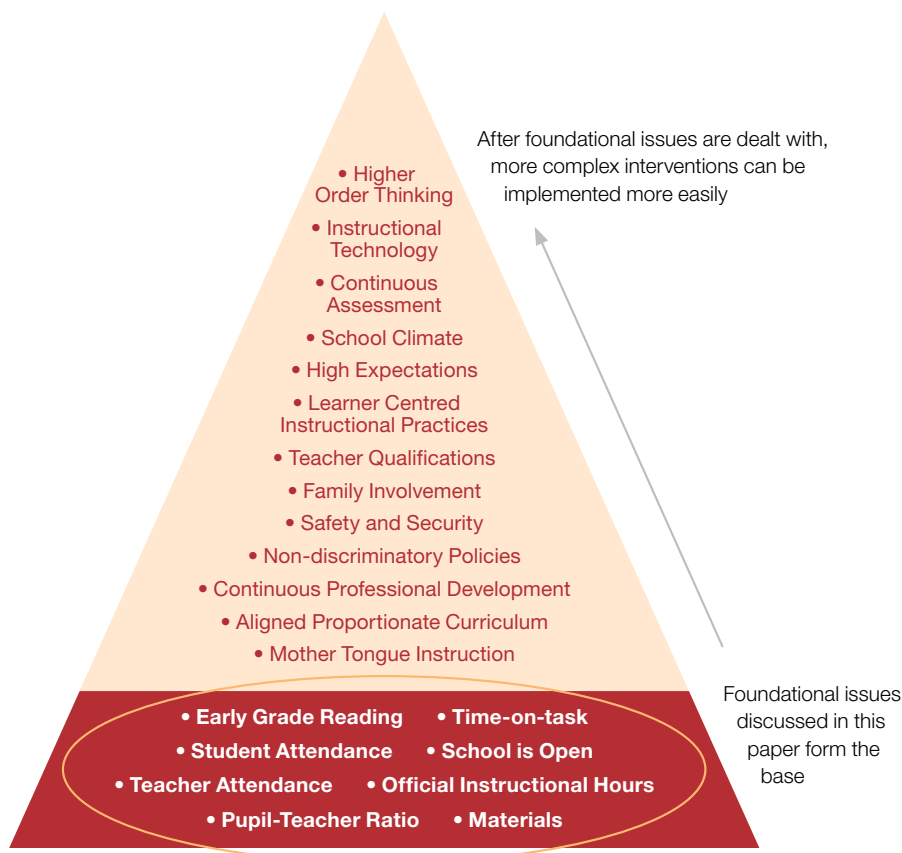 After foundational issues are dealt with,
more complex interventions can be
implemented more easily
• Higher
Order Thinking
• Instructional
Technology
• Continuous
Assessment
• School Climate
• High Expectations
• Learner Centred
Instructional Practices
• Teacher Qualifications
• Family Involvement
• Safety and Security
• Non-discriminatory Policies
• Continuous Professional Development
• Aligned Proportionate Curriculum
• Mother Tongue Instruction
Foundational issues
discussed in this
paper form the
base
• Early Grade Reading • Time-on-task
• Student Attendance • School is Open
• Teacher Attendance • Official Instructional Hours
• Pupil-Teacher Ratio • Materials